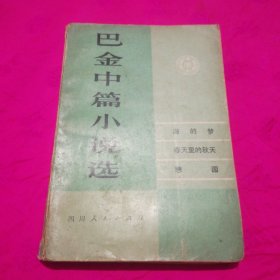 巴金中篇小说选
海的梦
春天里的秋天
憩园
四川人民出版社